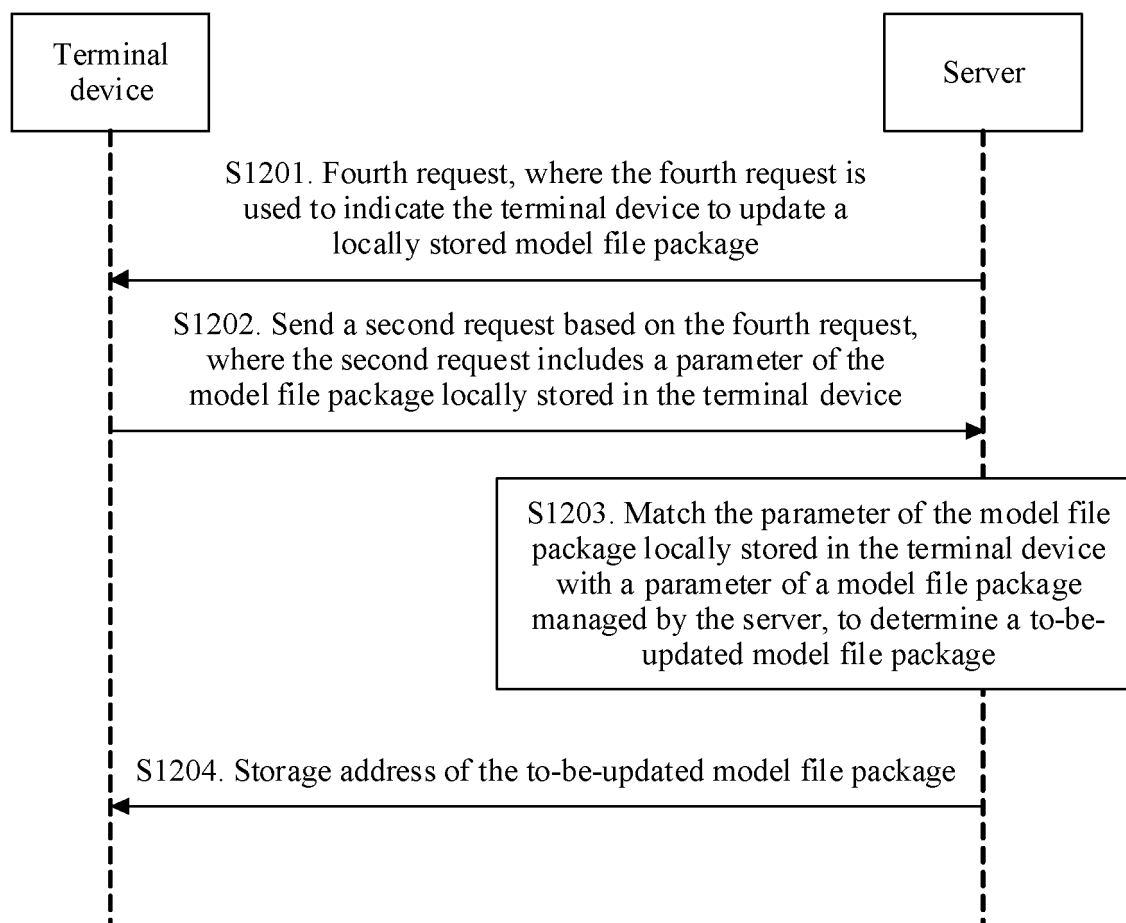 Terminal
device
Server
S1201. Fourth request, where the fourth request is
used to indicate the terminal device to update a
locally stored model file package
S1202. Send a second request based on the fourth request,
where the second request includes a parameter of the
model file package locally stored in the terminal device
S1203. Match the parameter of the model file
package locally stored in the terminal device
with a parameter of a model file package
managed by the server, to determine a to-be-
updated model file package
S1204. Storage address of the to-be-updated model file package